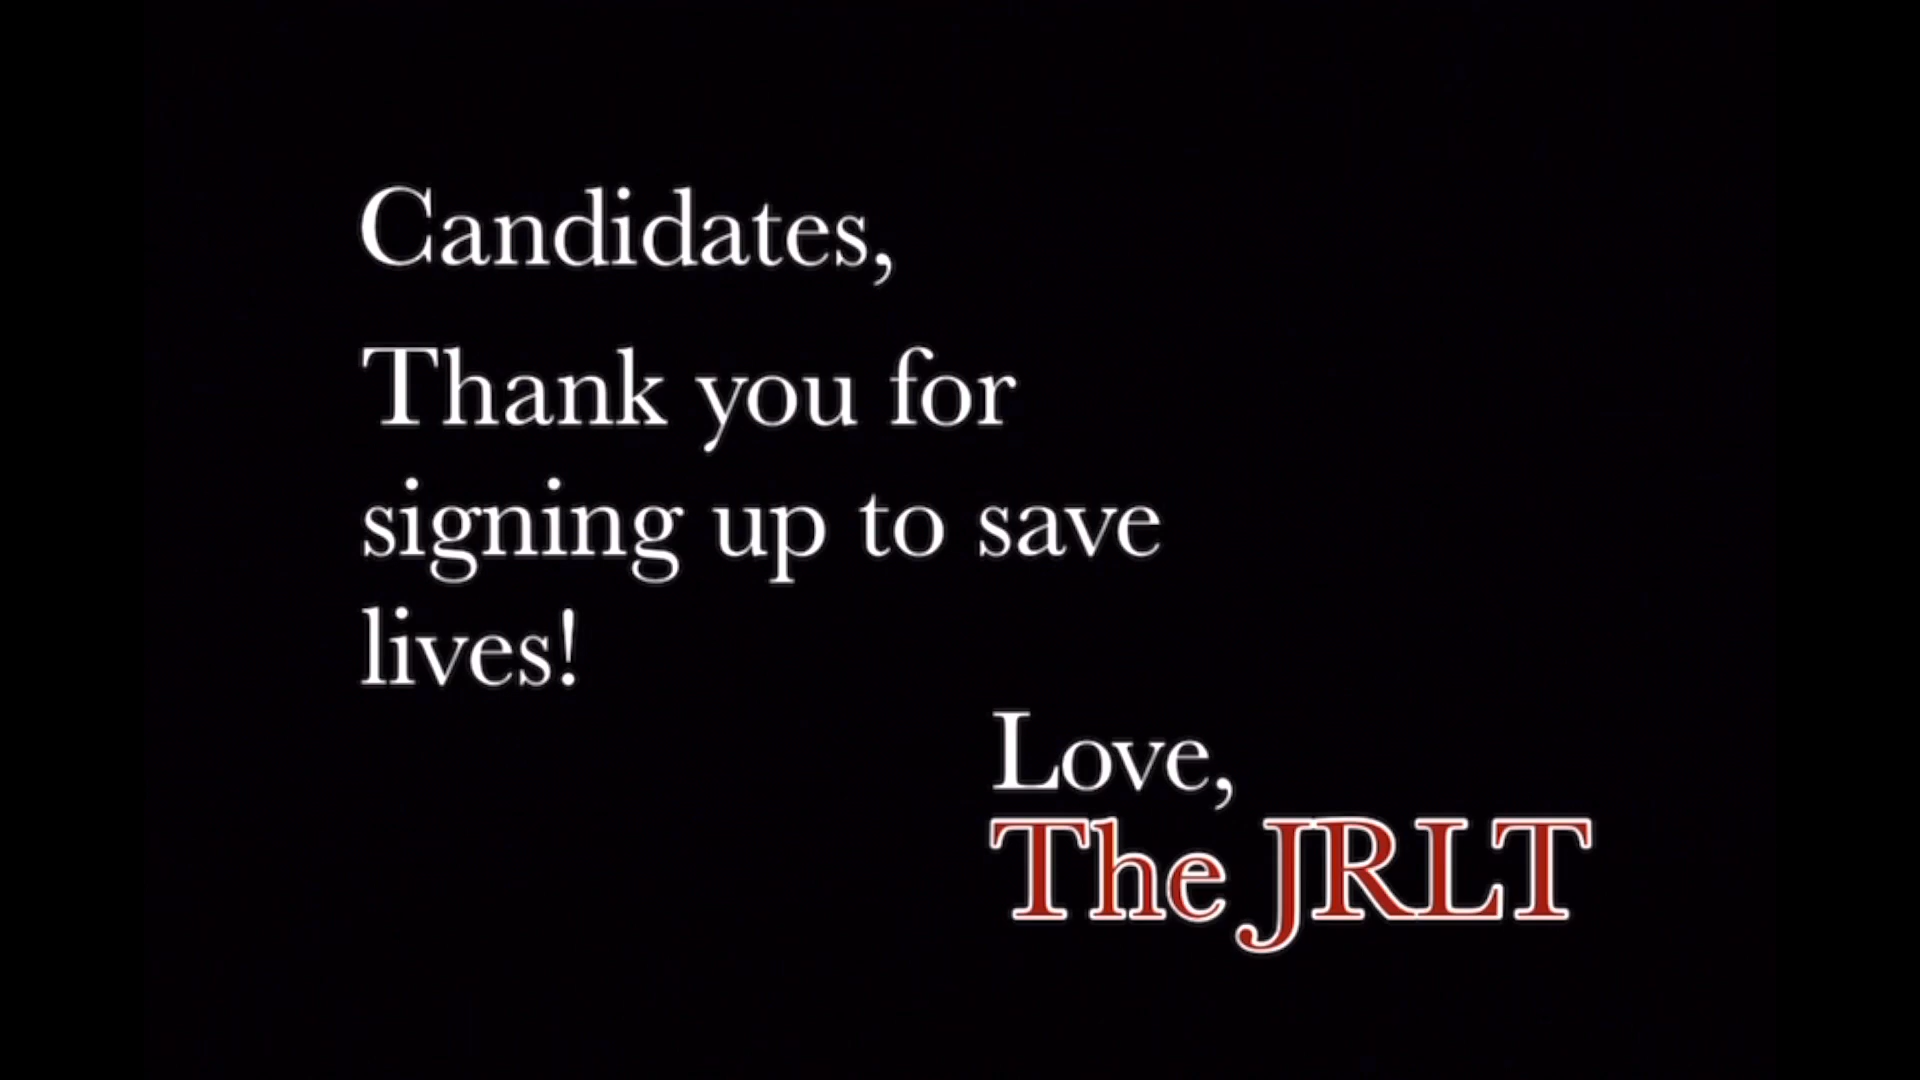 Candidates,
Thank you for
signing up to save
lives!
Love,
The JRLT